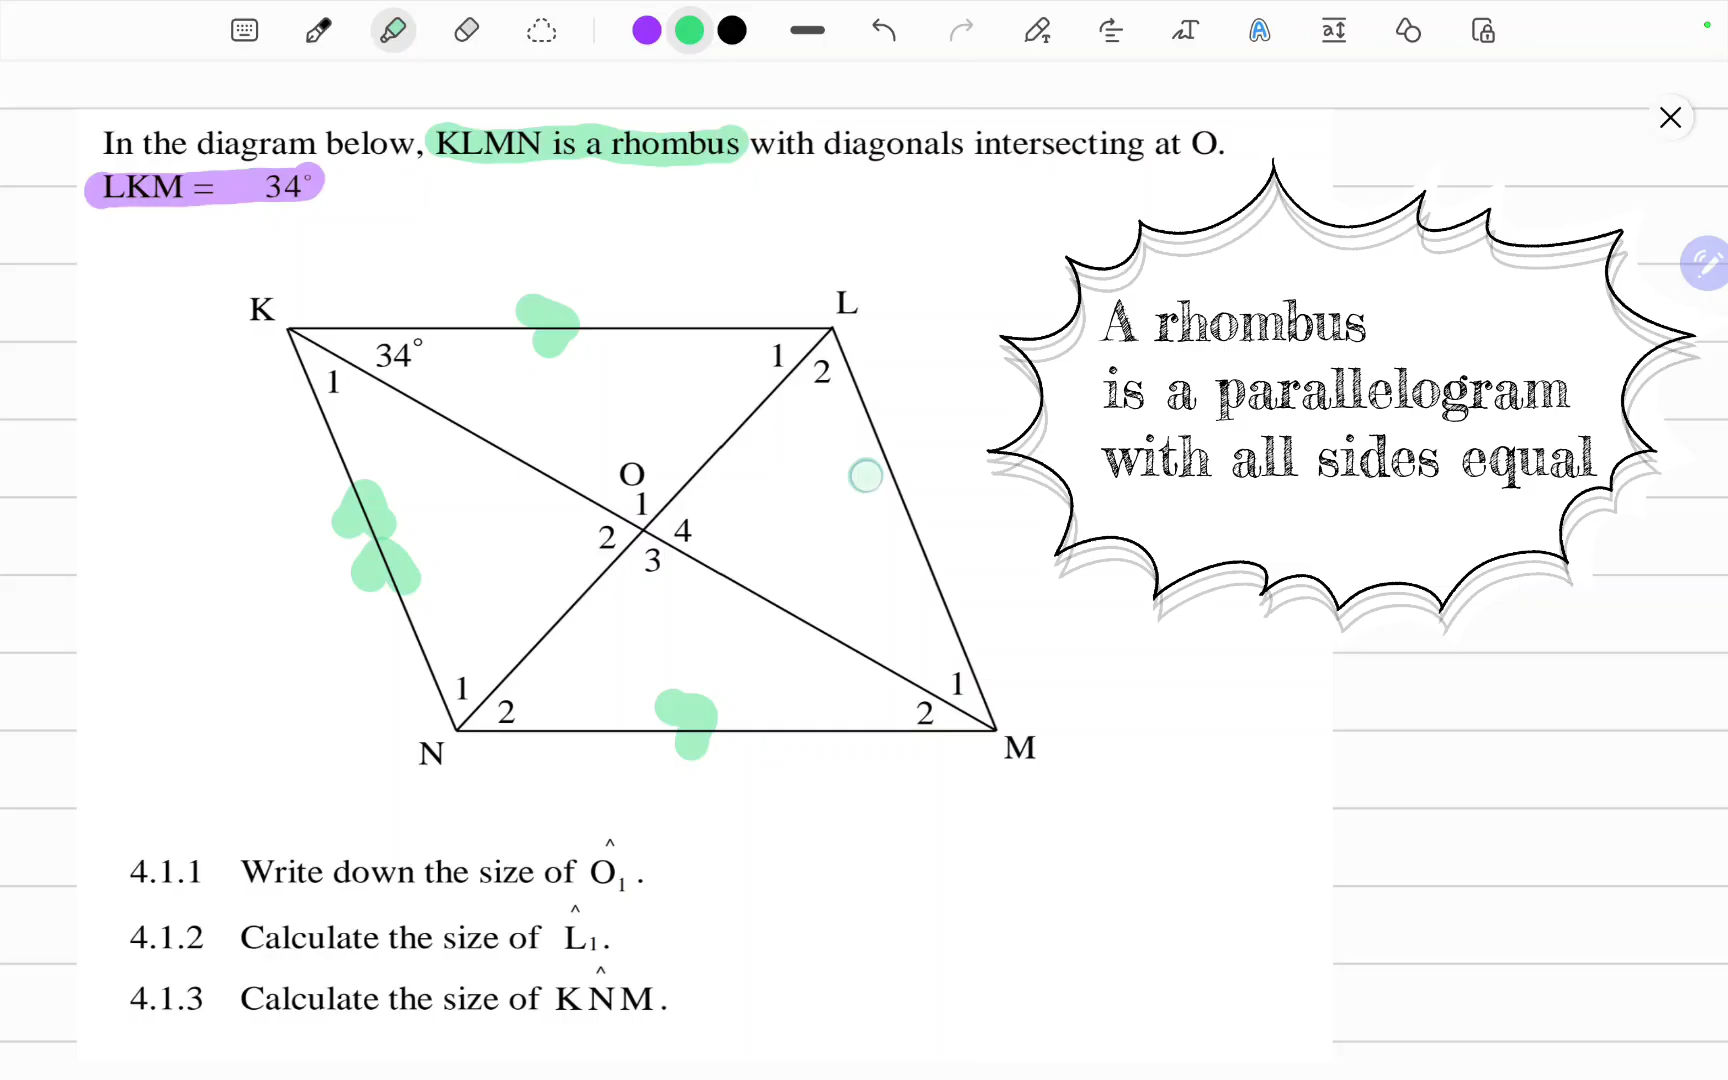 In the diagram below, KLMN is a rhombus with diagonals intersecting at O.
LKM = 34°
K
L
34°
1
1
2
A rhombus
is a parallelogram
with all sides equal
O
1
2
4
3
1
2
1
2
N
M
4.1.1 Write down the size of Ô₁ .
4.1.2 Calculate the size of L̂₁.
4.1.3 Calculate the size of K N̂ M .